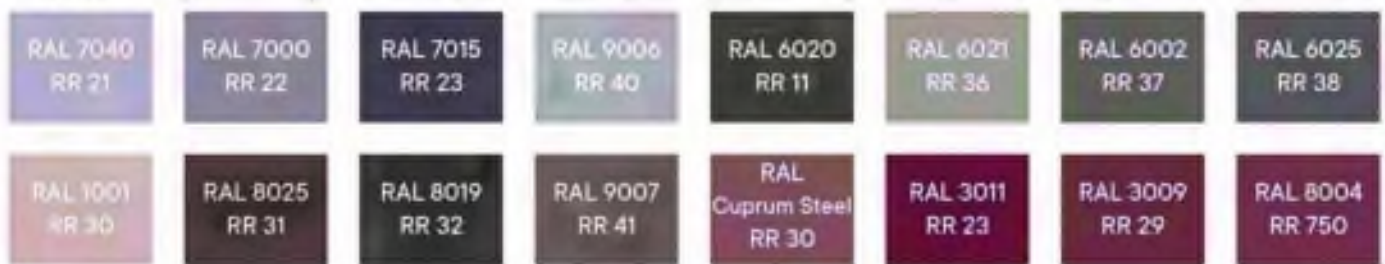 RAL 7040
RR 21
RAL 7000
RR 22
RAL 7015
RR 23
RAL 9006
RR 40
RAL 6020
RR 11
RAL 6021
RR 36
RAL 6002
RR 37
RAL 6025
RR 38
RAL 1001
RR 30
RAL 8025
RR 31
RAL 8019
RR 32
RAL 9007
RR 41
RAL
Cuprum Steel
RR 30
RAL 3011
RR 23
RAL 3009
RR 29
RAL 8004
RR 750